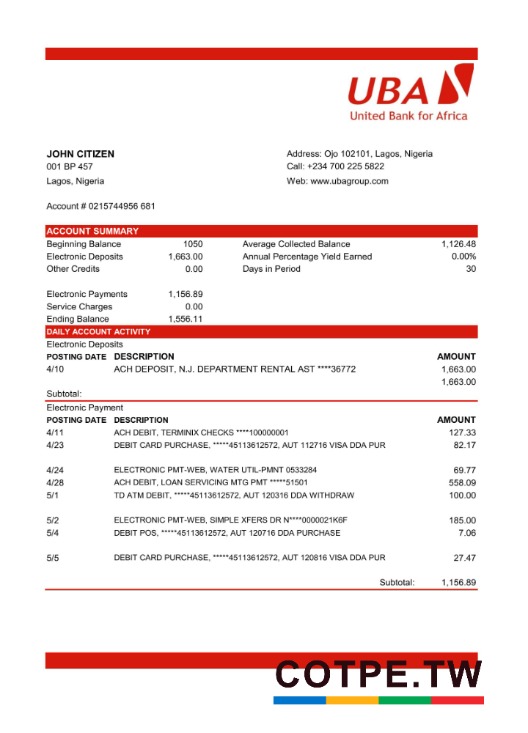 UBA
United Bank for Africa
JOHN CITIZEN Address: Ojo 102101, Lagos, Nigeria
001 BP 457 Call: +234 700 225 5822
Lagos, Nigeria Web: www.ubagroup.com
Account # 0215744956 681
ACCOUNT SUMMARY
Beginning Balance 1050 Average Collected Balance 1,126.48
Electronic Deposits 1,663.00 Annual Percentage Yield Earned 0.00%
Other Credits 0.00 Days in Period 30
Electronic Payments 1,156.89
Service Charges 0.00
Ending Balance 1,556.11
DAILY ACCOUNT ACTIVITY
Electronic Deposits
POSTING DATE DESCRIPTION AMOUNT
4/10 ACH DEPOSIT, N.J. DEPARTMENT RENTAL AST ****36772 1,663.00
1,663.00
Subtotal:
Electronic Payment
POSTING DATE DESCRIPTION AMOUNT
4/11 ACH DEBIT, TERMINIX CHECKS ****100000001 127.33
4/23 DEBIT CARD PURCHASE, *****45113612572, AUT 112716 VISA DDA PUR 82.17
4/24 ELECTRONIC PMT-WEB, WATER UTIL-PMNT 0533284 69.77
4/28 ACH DEBIT, LOAN SERVICING MTG PMT *****51501 558.09
5/1 TD ATM DEBIT, *****45113612572, AUT 120316 DDA WITHDRAW 100.00
5/2 ELECTRONIC PMT-WEB, SIMPLE XFERS DR N****0000021K6F 185.00
5/4 DEBIT POS, *****45113612572, AUT 120716 DDA PURCHASE 7.06
5/5 DEBIT CARD PURCHASE, *****45113612572, AUT 120816 VISA DDA PUR 27.47
Subtotal: 1,156.89
COTPE.TW